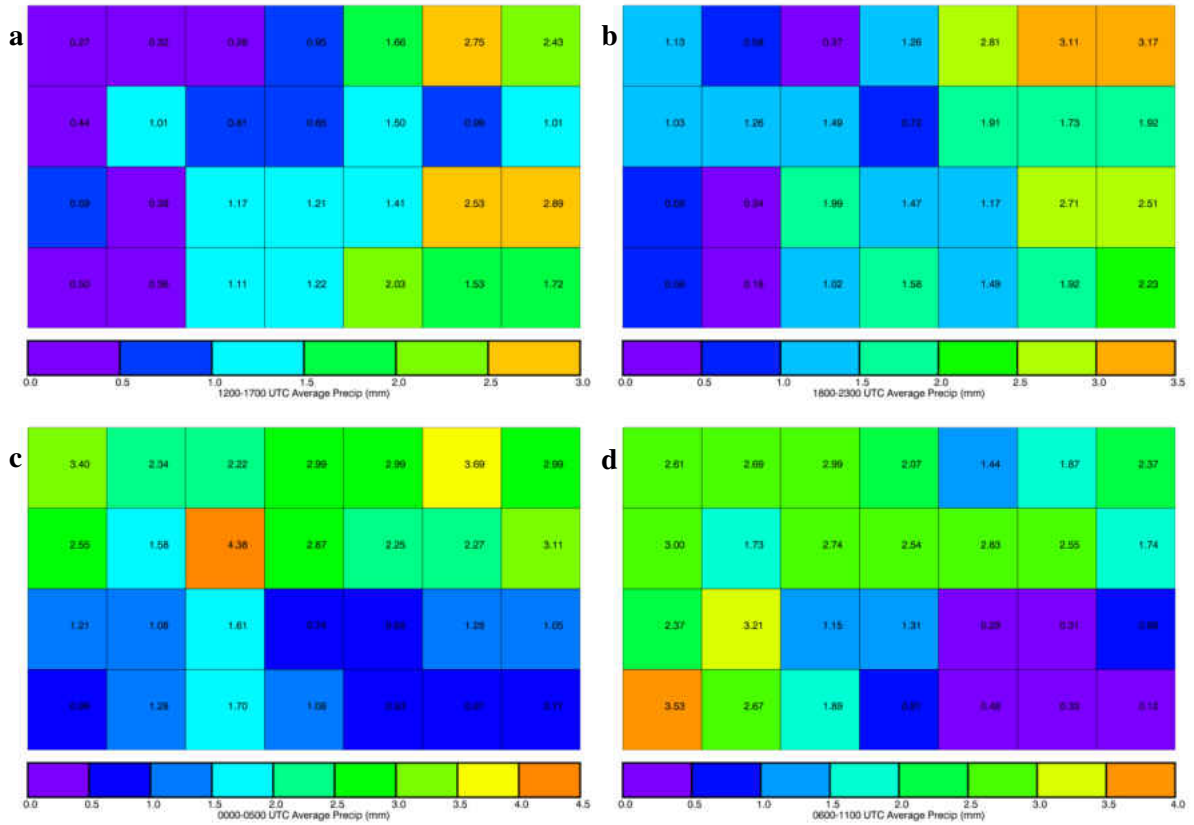 a
0.32
0.95 1.66 2.75 2.43
0.44 1.01 1.50 1.01
1.17 1.21 1.41 2.53 2.89
0.50 1.11 1.22 2.03 1.53 1.72
0.0 0.5 1.0 1.5 2.0 2.5 3.0
1200-1700 UTC Average Precip (mm)
b
1.13 1.26 2.81 3.11 3.17
1.03 1.26 1.49 1.91 1.73 1.92
1.99 1.47 1.17 2.71 2.51
1.02 1.58 1.49 1.92 2.23
0.0 0.5 1.0 1.5 2.0 2.5 3.0 3.5
1800-2300 UTC Average Precip (mm)
c
3.40 2.34 2.22 2.99 2.99 3.69 2.99
2.55 1.58 4.38 2.87 2.25 2.27 3.11
1.21 1.08 1.61 1.28 1.05
1.28 1.70 1.08
0.0 0.5 1.0 1.5 2.0 2.5 3.0 3.5 4.0 4.5
0000-0500 UTC Average Precip (mm)
d
2.61 2.69 2.99 2.07 1.44 1.87 2.37
3.00 1.73 2.74 2.54 2.83 2.55 1.74
2.37 3.21 1.15 1.31
3.53 2.67 1.89
0.0 0.5 1.0 1.5 2.0 2.5 3.0 3.5 4.0
0600-1100 UTC Average Precip (mm)